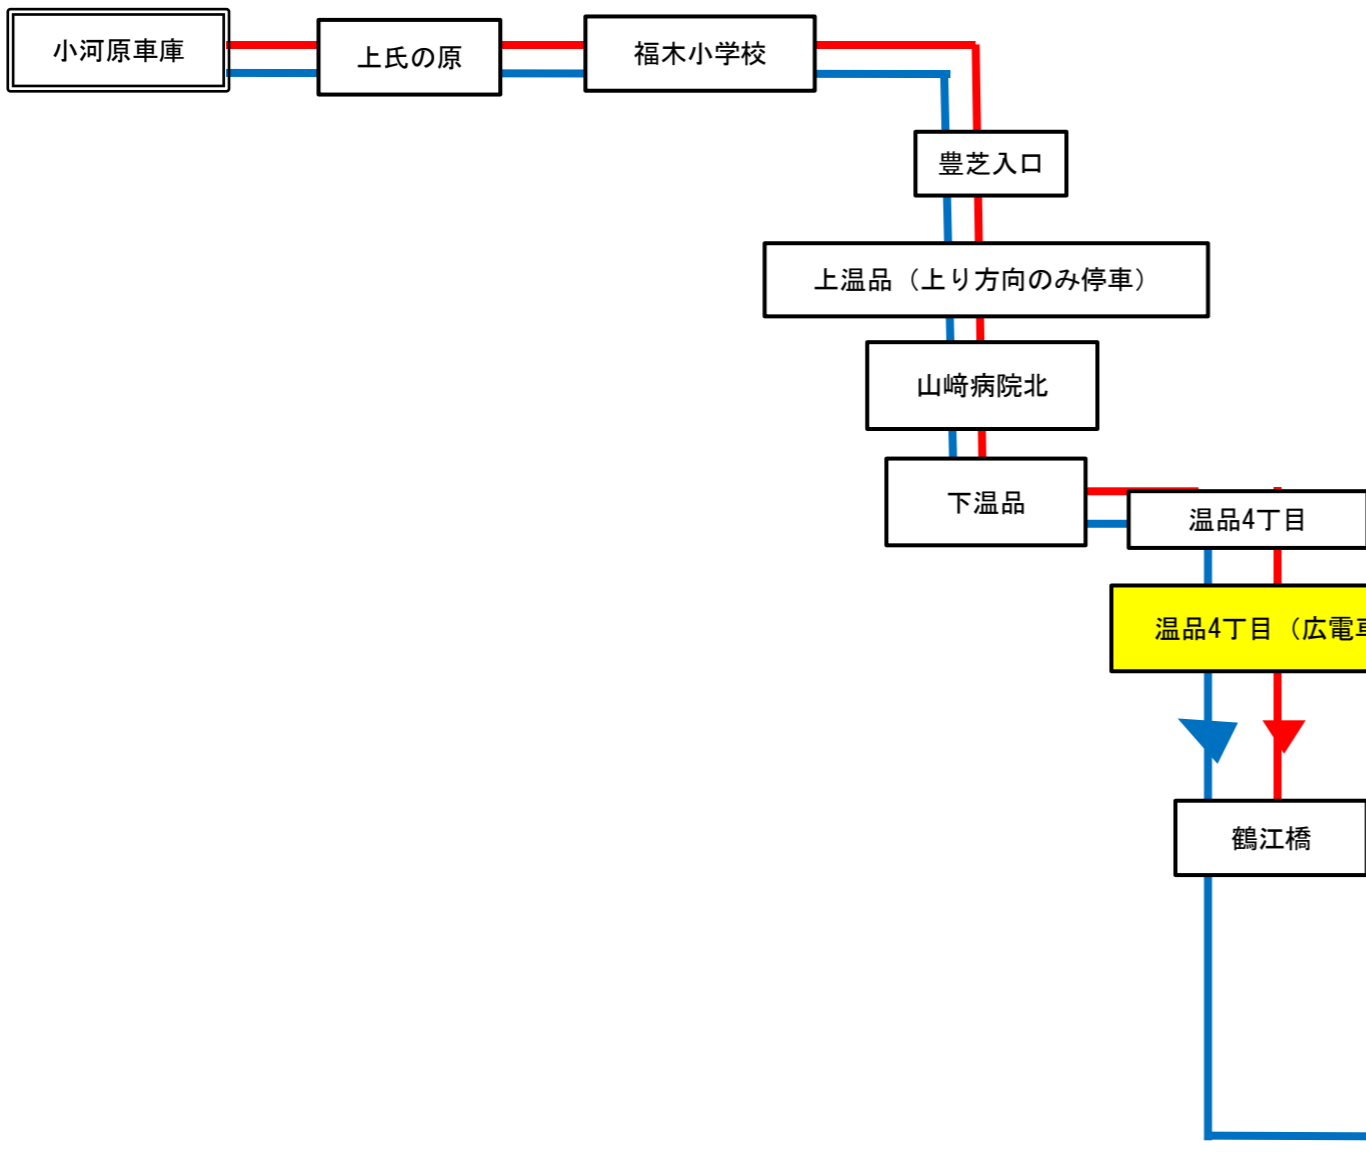 小河原車庫
上氏の原
福木小学校
豊芝入口
上温品（上り方向のみ停車）
山﨑病院北
下温品
温品4丁目
温品4丁目（広電
鶴江橋